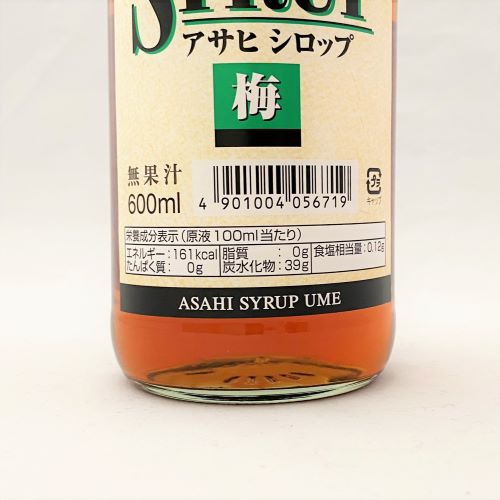 アサヒ シロップ
梅
無果汁
600ml
4 901004 056719
プラ
キャップ
栄養成分表示(原液100ml当たり)
エネルギー:161kcal 脂質 : 0g 食塩相当量:0.12g
たんぱく質: 0g 炭水化物:39g
ASAHI SYRUP UME